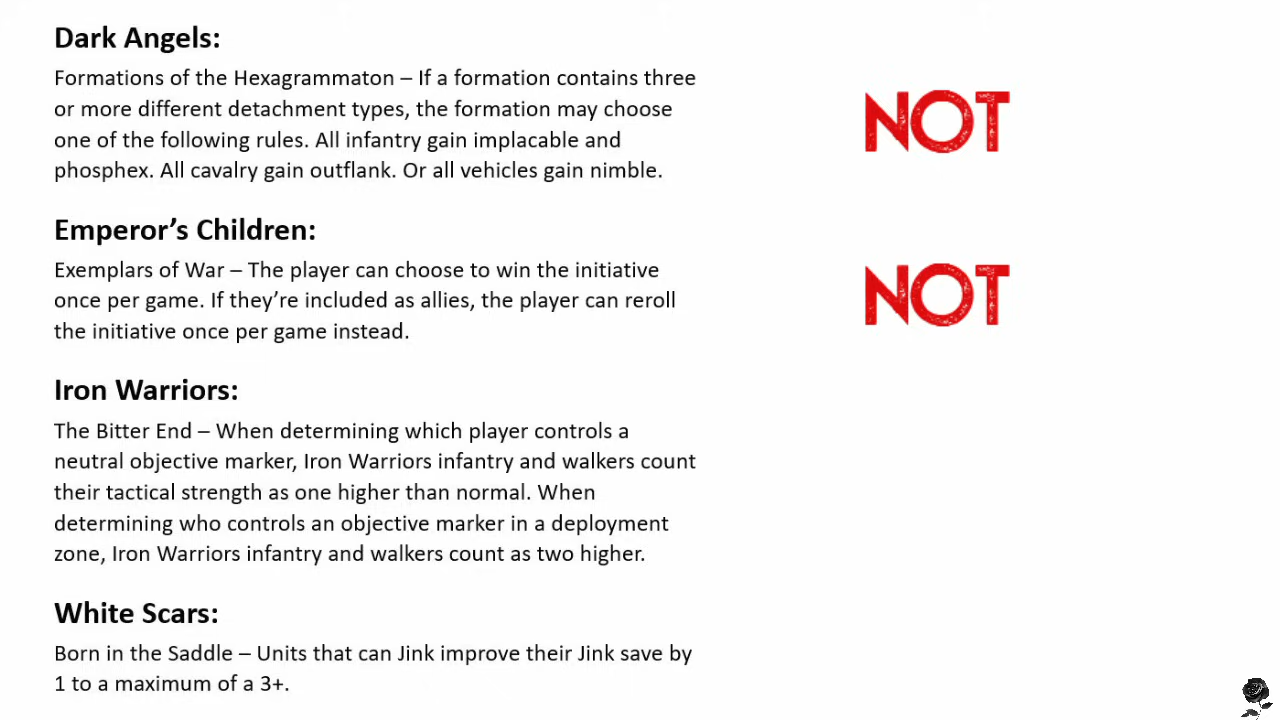 Dark Angels:
Formations of the Hexagrammaton – If a formation contains three
or more different detachment types, the formation may choose
one of the following rules. All infantry gain implacable and
phosphex. All cavalry gain outflank. Or all vehicles gain nimble.
NOT
Emperor’s Children:
Exemplars of War – The player can choose to win the initiative
once per game. If they’re included as allies, the player can reroll
the initiative once per game instead.
NOT
Iron Warriors:
The Bitter End – When determining which player controls a
neutral objective marker, Iron Warriors infantry and walkers count
their tactical strength as one higher than normal. When
determining who controls an objective marker in a deployment
zone, Iron Warriors infantry and walkers count as two higher.
White Scars:
Born in the Saddle – Units that can Jink improve their Jink save by
1 to a maximum of a 3+.